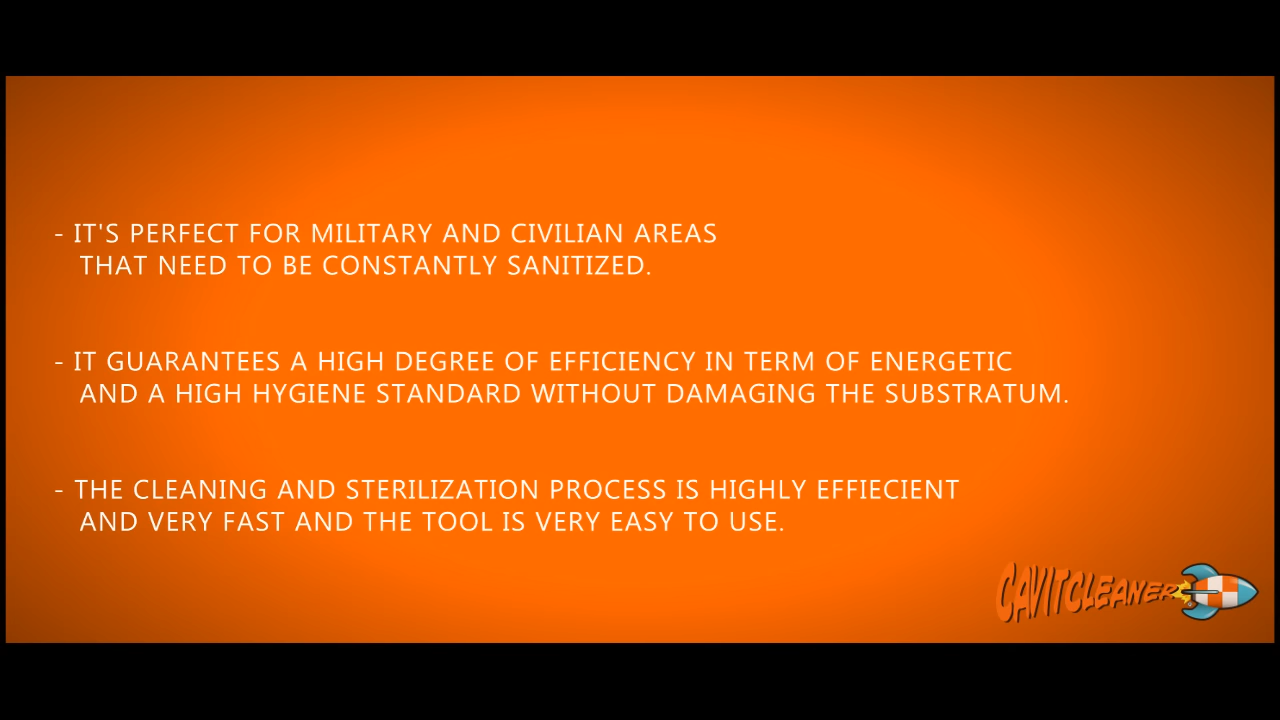 - IT'S PERFECT FOR MILITARY AND CIVILIAN AREAS
THAT NEED TO BE CONSTANTLY SANITIZED.
- IT GUARANTEES A HIGH DEGREE OF EFFICIENCY IN TERM OF ENERGETIC
AND A HIGH HYGIENE STANDARD WITHOUT DAMAGING THE SUBSTRATUM.
- THE CLEANING AND STERILIZATION PROCESS IS HIGHLY EFFIECIENT
AND VERY FAST AND THE TOOL IS VERY EASY TO USE.
CAVITCLEANER